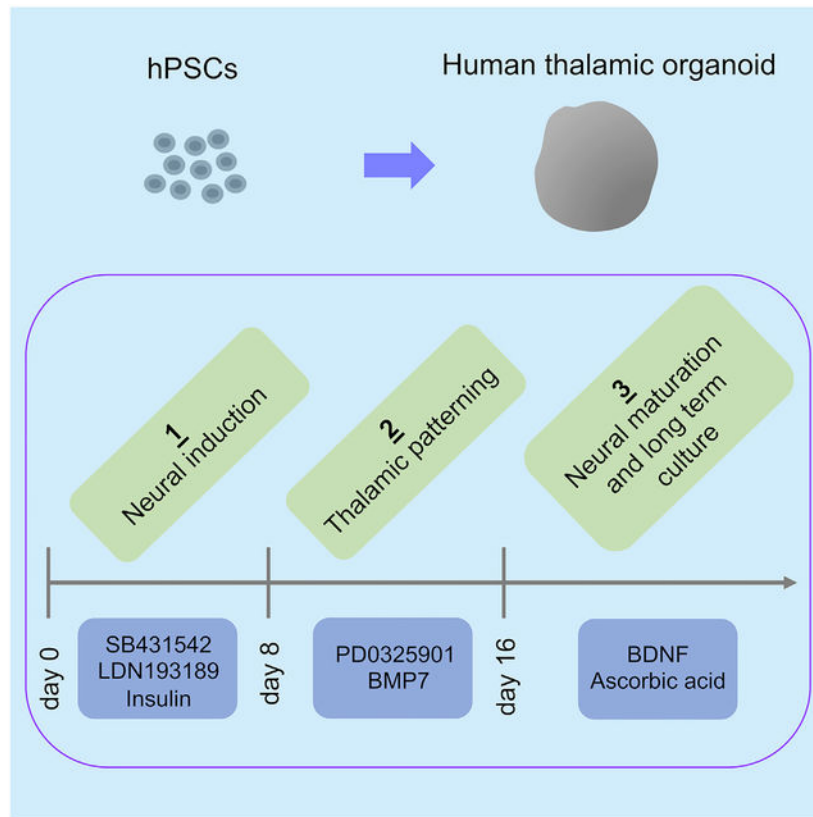 hPSCs
Human thalamic organoid
1
Neural induction
2
Thalamic patterning
3
Neural maturation
and long term
culture
day 0
SB431542
LDN193189
Insulin
day 8
PD0325901
BMP7
day 16
BDNF
Ascorbic acid